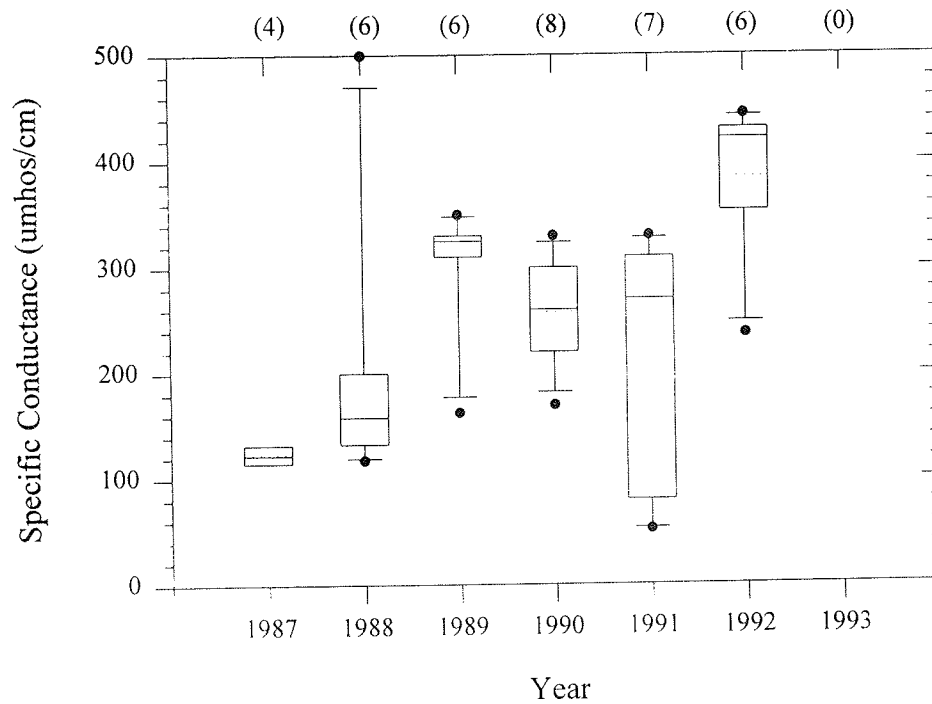 (4) (6) (6) (8) (7) (6) (0)
500
400
300
200
100
0
Specific Conductance (umhos/cm)
1987 1988 1989 1990 1991 1992 1993
Year